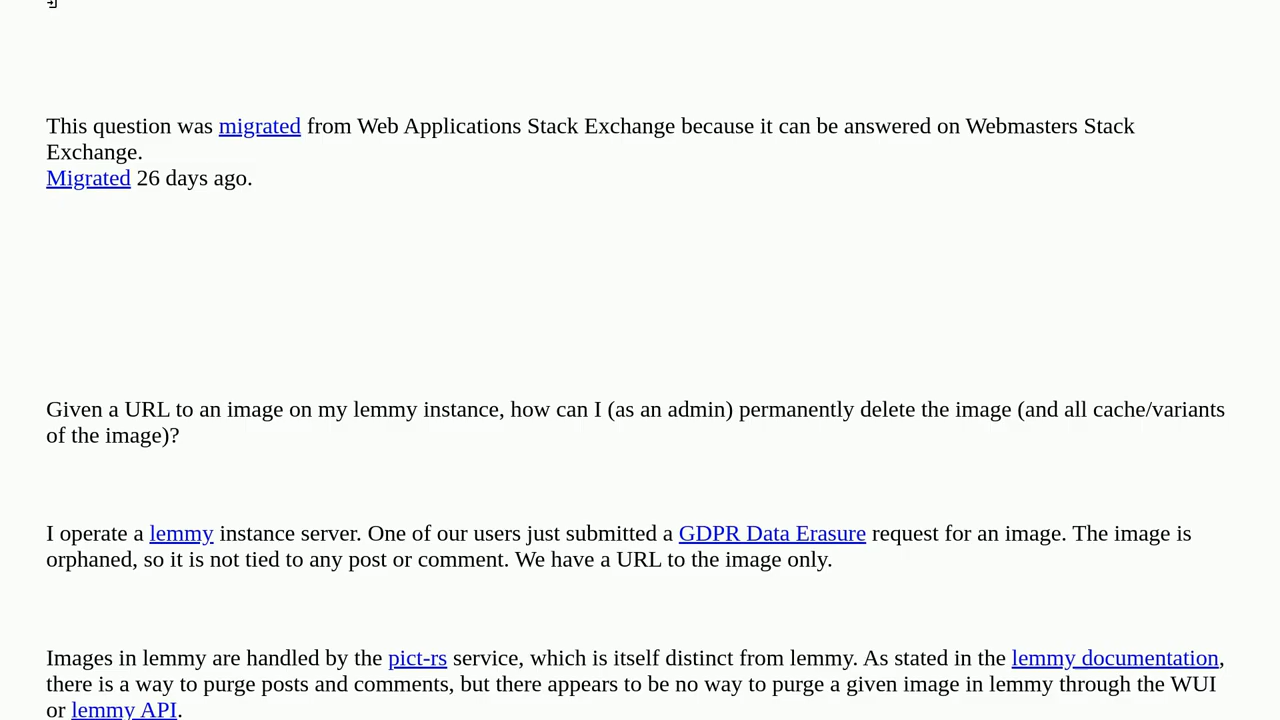 This question was migrated from Web Applications Stack Exchange because it can be answered on Webmasters Stack
Exchange.
Migrated 26 days ago.
Given a URL to an image on my lemmy instance, how can I (as an admin) permanently delete the image (and all cache/variants
of the image)?
I operate a lemmy instance server. One of our users just submitted a GDPR Data Erasure request for an image. The image is
orphaned, so it is not tied to any post or comment. We have a URL to the image only.
Images in lemmy are handled by the pict-rs service, which is itself distinct from lemmy. As stated in the lemmy documentation,
there is a way to purge posts and comments, but there appears to be no way to purge a given image in lemmy through the WUI
or lemmy API.